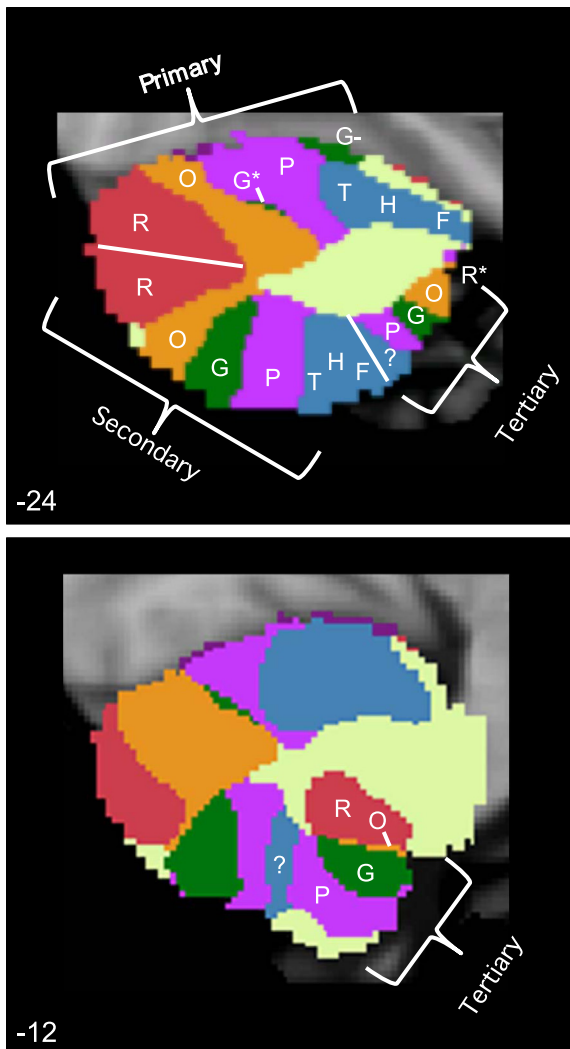 Primary
G-
O
P
G*
T
H
F
R
R
R*
O
G
P
?
O
G
P
H
T
F
Secondary
Tertiary
-24
R
O
G
?
P
Tertiary
-12